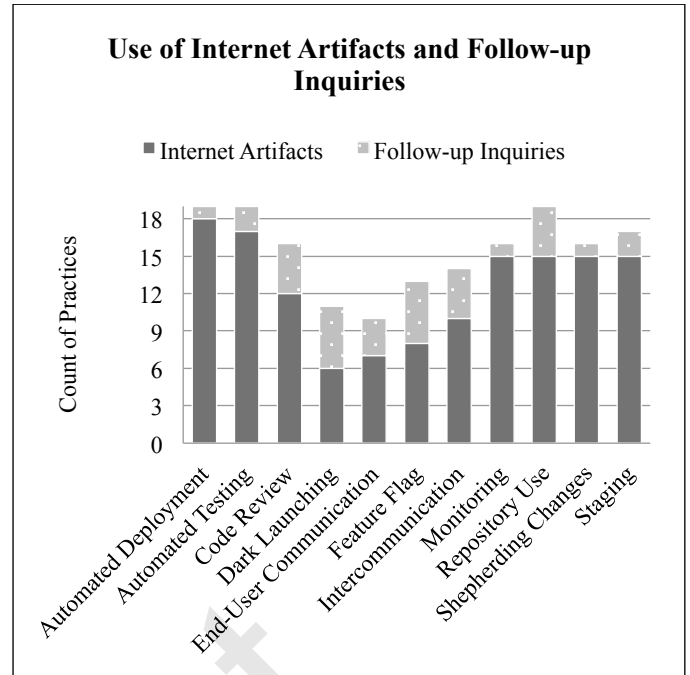 Use of Internet Artifacts and Follow-up
Inquiries
Internet Artifacts Follow-up Inquiries
Count of Practices
18
15
12
9
6
3
0
Automated Deployment
Automated Testing
Code Review
Dark Launching
End-User Communication
Feature Flag
Intercommunication
Monitoring
Repository Use
Shepherding Changes
Staging